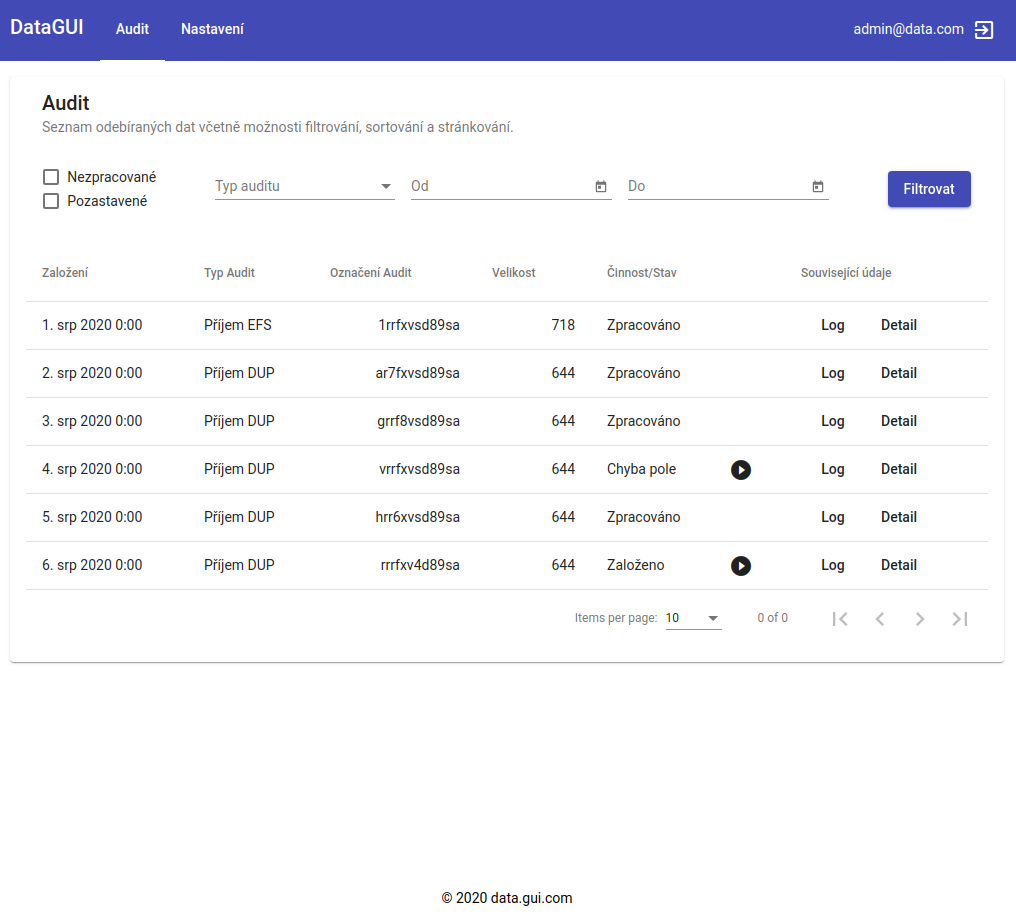 DataGUI Audit Nastavení admin@data.com
Audit
Seznam odebíraných dat včetně možnosti filtrování, sortování a stránkování.
Nezpracované
Pozastavené
Typ auditu Od Do Filtrovat
Založení Typ Audit Označení Audit Velikost Činnost/Stav Související údaje
1. srp 2020 0:00 Příjem EFS 1rrfxvsd89sa 718 Zpracováno Log Detail
2. srp 2020 0:00 Příjem DUP ar7fxvsd89sa 644 Zpracováno Log Detail
3. srp 2020 0:00 Příjem DUP grrf8vsd89sa 644 Zpracováno Log Detail
4. srp 2020 0:00 Příjem DUP vrrfxvsd89sa 644 Chyba pole Log Detail
5. srp 2020 0:00 Příjem DUP hrr6xvsd89sa 644 Zpracováno Log Detail
6. srp 2020 0:00 Příjem DUP rrrfxv4d89sa 644 Založeno Log Detail
Items per page: 10 0 of 0
© 2020 data.gui.com